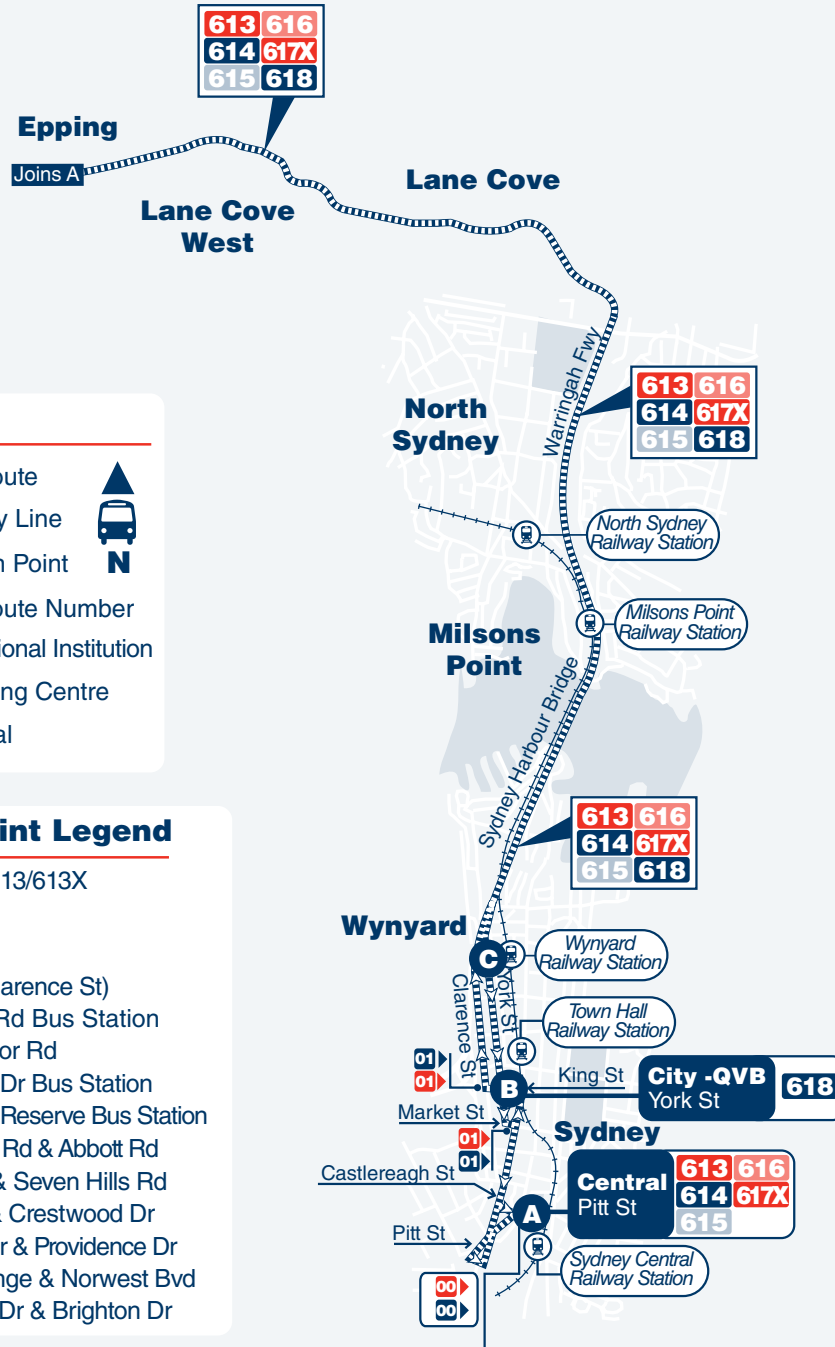 613 616
614 617X
615 618
Epping
Joins A
Lane Cove
Lane Cove
West
Warringah Fwy
613 616
614 617X
615 618
North
Sydney
North Sydney
Railway Station
Milsons Point
Railway Station
Milsons
Point
Sydney Harbour Bridge
oute
y Line
n Point
N
oute Number
ional Institution
ng Centre
al
613 616
614 617X
615 618
int Legend
13/613X
arence St)
Rd Bus Station
or Rd
Dr Bus Station
Reserve Bus Station
Rd & Abbott Rd
& Seven Hills Rd
& Crestwood Dr
r & Providence Dr
nge & Norwest Bvd
Dr & Brighton Dr
Wynyard
C
Wynyard
Railway Station
Clarence St
York St
Town Hall
Railway Station
01
01
King St
B
City -QVB
York St
618
Market St
01
01
Sydney
Castlereagh St
A
Central
Pitt St
613 616
614 617X
615
Pitt St
Sydney Central
Railway Station
00
00